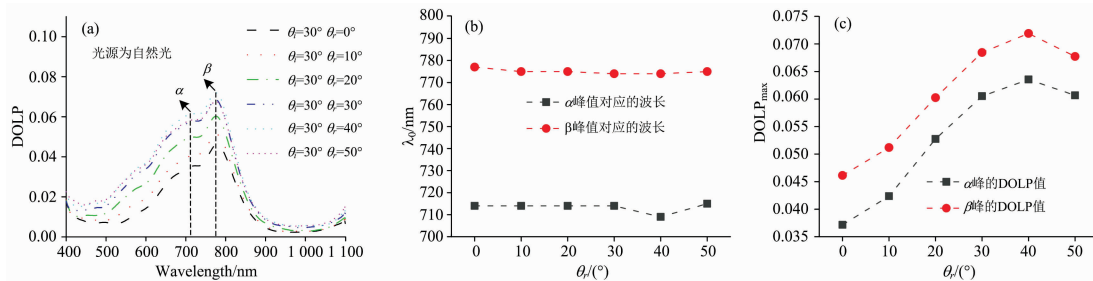 (a)
光源为自然光
θᵢ=30° θᵣ=0°
θᵢ=30° θᵣ=10°
θᵢ=30° θᵣ=20°
θᵢ=30° θᵣ=30°
θᵢ=30° θᵣ=40°
θᵢ=30° θᵣ=50°
α
β
DOLP
0.10
0.08
0.06
0.04
0.02
0.00
400 500 600 700 800 900 1 000 1 100
Wavelength/nm
(b)
α峰值对应的波长
β峰值对应的波长
λ₀/nm
800
790
780
770
760
750
740
730
720
710
700
0 10 20 30 40 50
θᵣ/(°)
(c)
α峰的DOLP值
β峰的DOLP值
DOLPmax
0.075
0.070
0.065
0.060
0.055
0.050
0.045
0.040
0.035
0 10 20 30 40 50
θᵣ/(°)